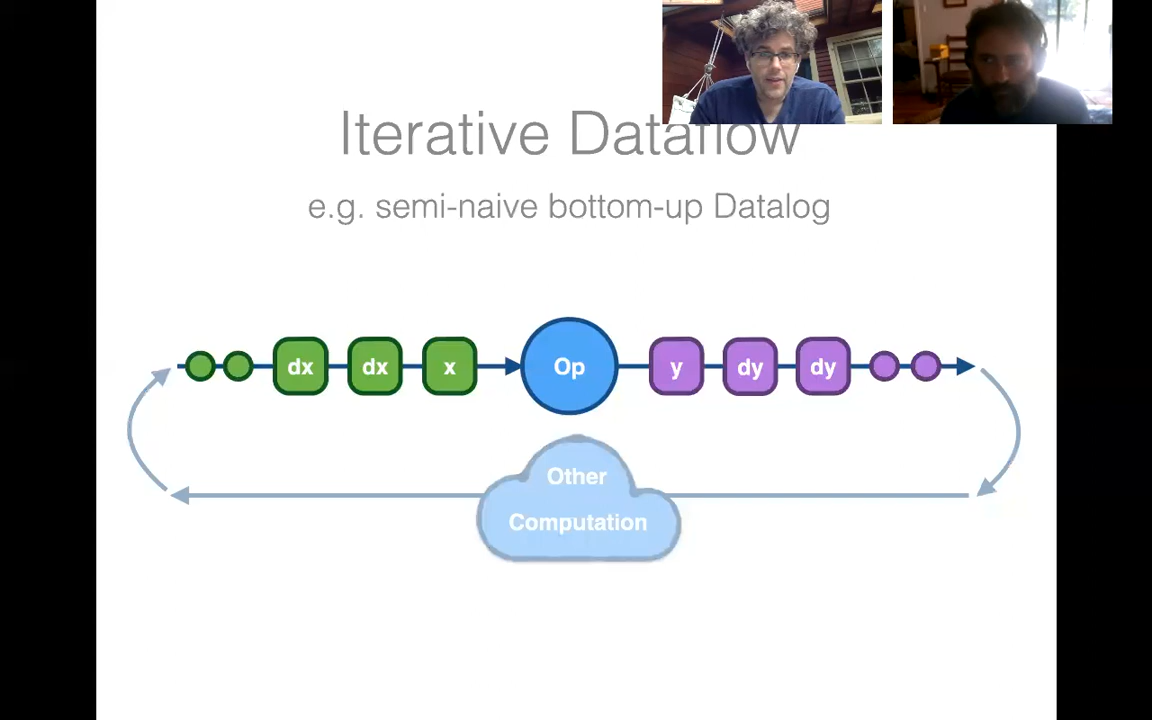 Iterative Dataflow
e.g. semi-naive bottom-up Datalog
dx dx x Op y dy dy
Other
Computation